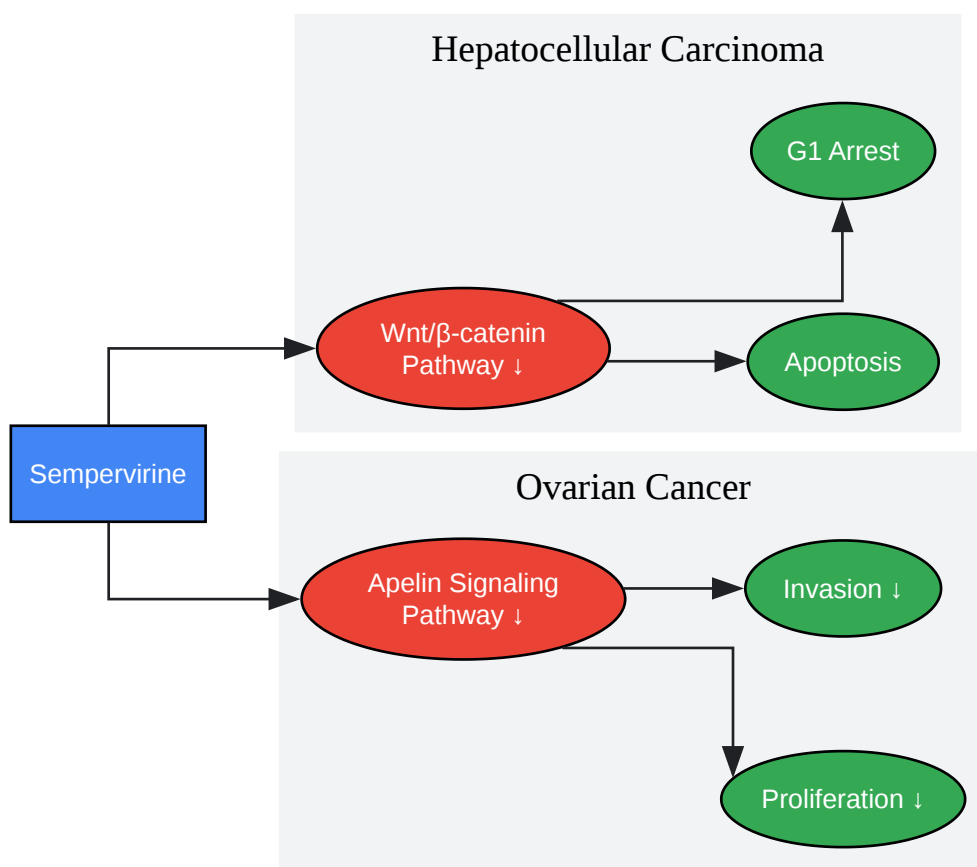 Hepatocellular Carcinoma
G1 Arrest
Wnt/β-catenin
Pathway ↓
Apoptosis
Sempervirine
Ovarian Cancer
Apelin Signaling
Pathway ↓
Invasion ↓
Proliferation ↓